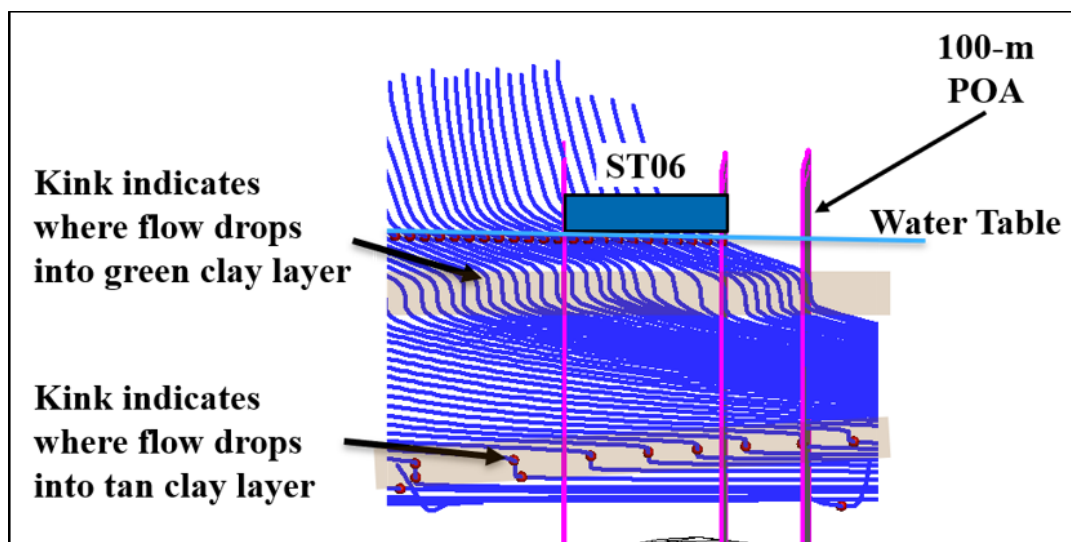 100-m
POA
ST06
Water Table
Kink indicates
where flow drops
into green clay layer
Kink indicates
where flow drops
into tan clay layer